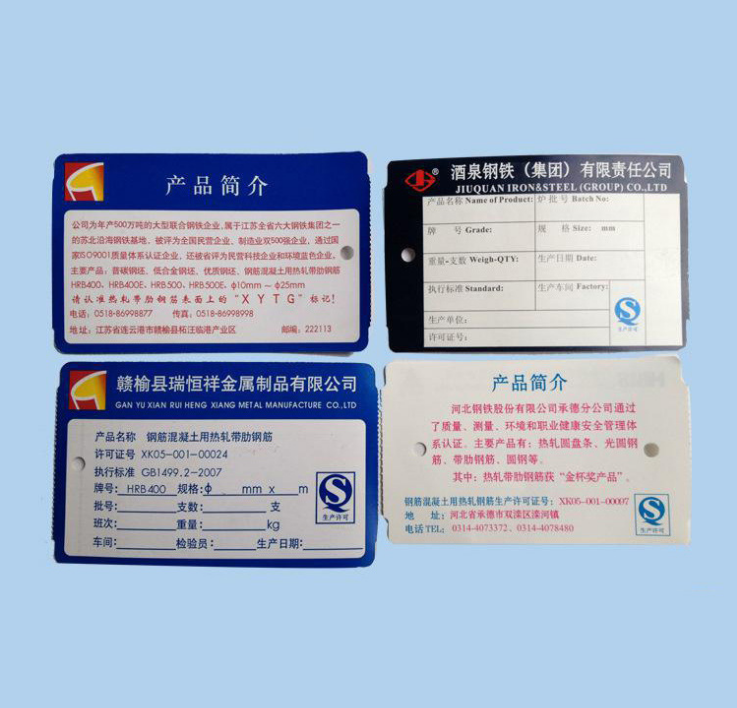 产品简介
公司为年产500万吨的大型联合钢铁企业,属于江苏全省六大钢铁集团之一
的苏北沿海钢铁基地。被评为全国民营企业、制造业双500强企业,通过国
家ISO9001质量体系认证企业、还被省评为民营科技企业和环境蓝色企业。
主要产品:普碳钢坯、低合金钢坯、优质钢坯、钢筋混凝土用热轧带肋钢筋
HRB400、HRB400E、HRB500、HRB500E。φ10mm～φ25mm
请认准热轧带肋钢筋表面上的“XYTG”标记!
电话:0518-86998877 传真:0518-86998998
地址:江苏省连云港市赣榆县柘汪临港产业区 邮编:222113
酒泉钢铁(集团)有限责任公司
JIUQUAN IRON&STEEL (GROUP) CO.,LTD
产品名称 Name of Product: 炉批号 Batch No:
牌 号 Grade: 规 格 Size: mm
重量-支数 Weigh-QTY: 生产日期 Date:
执行标准 Standard: 生产车间 Factory:
生产单位:
许可证号:
生产许可
赣榆县瑞恒祥金属制品有限公司
GAN YU XIAN RUI HENG XIANG METAL MANUFACTURE CO.,LTD
产品名称 钢筋混凝土用热轧带肋钢筋
许可证号 XK05-001-00024
执行标准 GB1499.2-2007
牌号: HRB400 规格:φ mm x m
批号: 支数: 支
班次: 重量: kg
车间: 检验员: 生产日期:
生产许可
产品简介
河北钢铁股份有限公司承德分公司通过
了质量、测量、环境和职业健康安全管理体
系认证。主要产品有:热轧圆盘条、光圆钢
筋、带肋钢筋、圆钢等。
其中:热轧带肋钢筋获“金杯奖产品”。
钢筋混凝土用热轧钢筋生产许可证号:XK05-001-00097
地 址:河北省承德市双滦区滦河镇
电话TEL: 0314-4073372、0314-4078480
生产许可